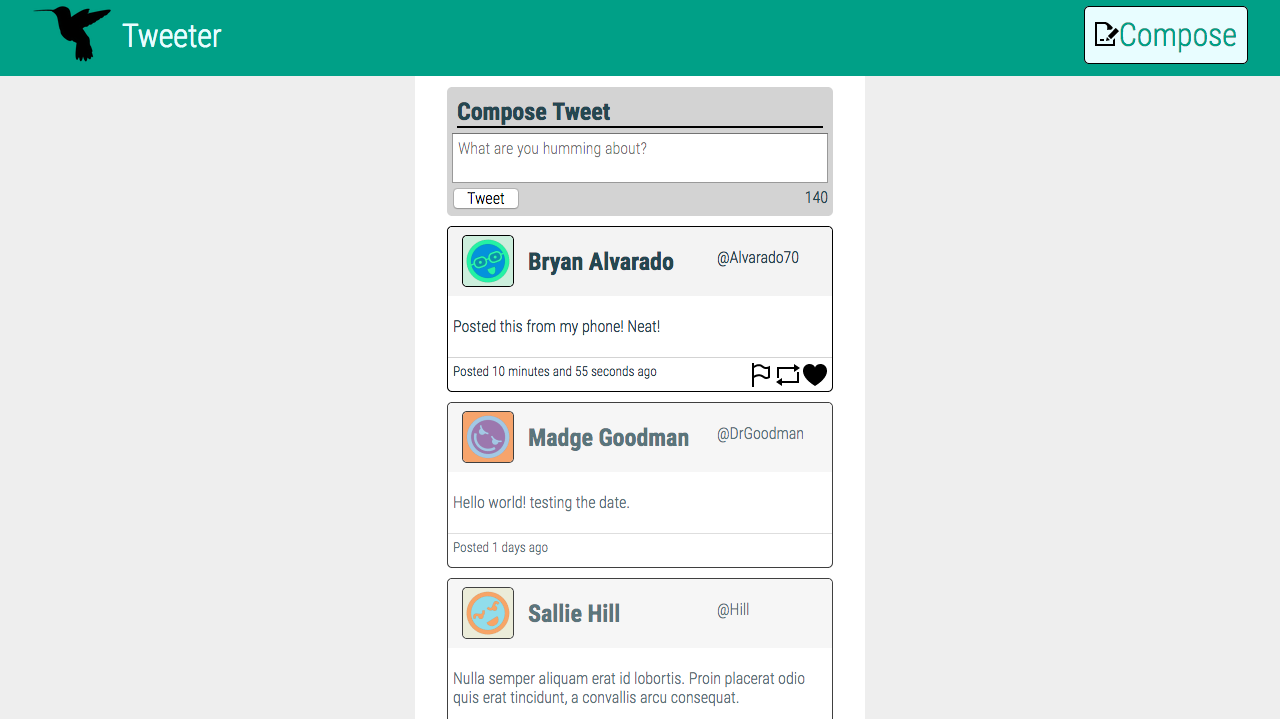 Tweeter
Compose
Compose Tweet
What are you humming about?
Tweet
140
Bryan Alvarado
@Alvarado70
Posted this from my phone! Neat!
Posted 10 minutes and 55 seconds ago
Madge Goodman
@DrGoodman
Hello world! testing the date.
Posted 1 days ago
Sallie Hill
@Hill
Nulla semper aliquam erat id lobortis. Proin placerat odio
quis erat tincidunt, a convallis arcu consequat.